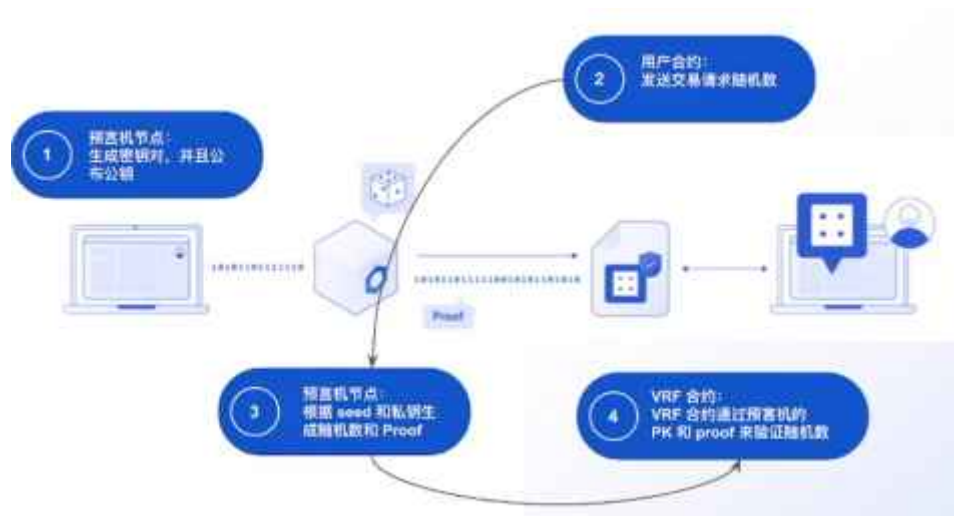 1
预言机节点：
生成密钥对，并且公
布公钥
2
用户合约：
发送交易请求随机数
Proof
3
预言机节点：
根据 seed 和私钥生
成随机数和 Proof
4
VRF 合约：
VRF 合约通过预言机的
PK 和 proof 来验证随机数